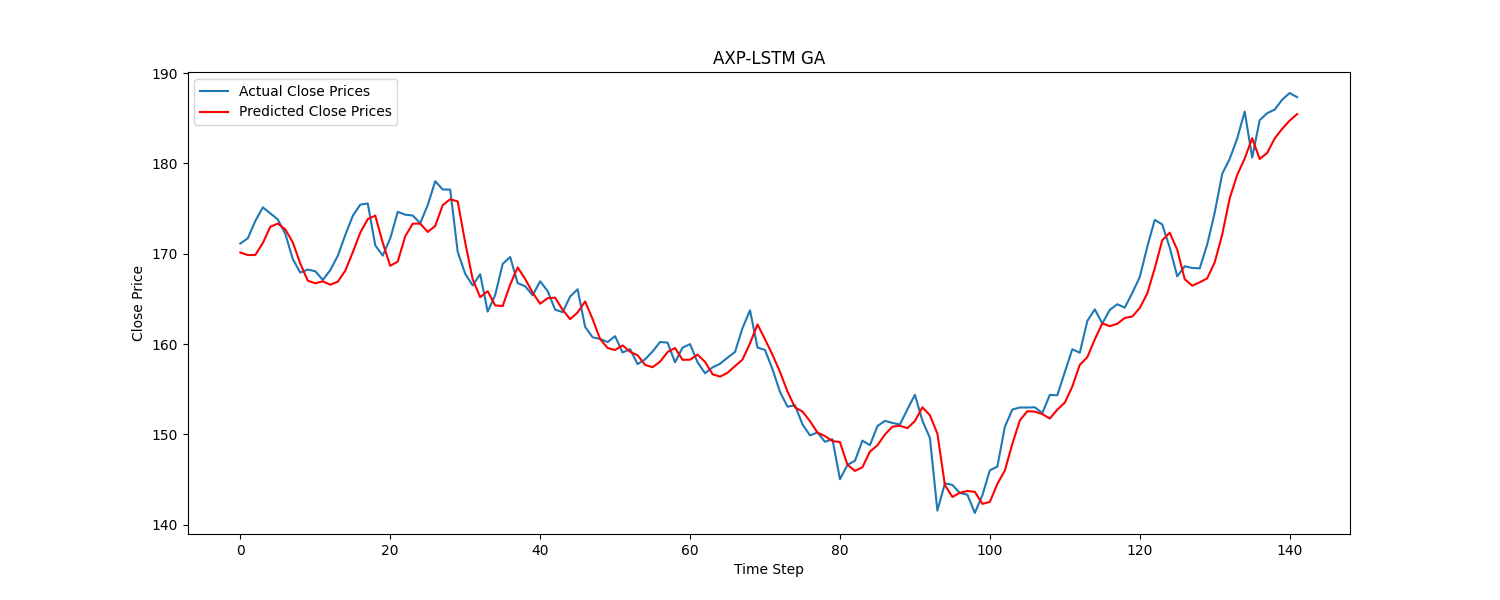 AXP-LSTM GA
Actual Close Prices
Predicted Close Prices
Close Price
190
180
170
160
150
140
0 20 40 60 80 100 120 140
Time Step